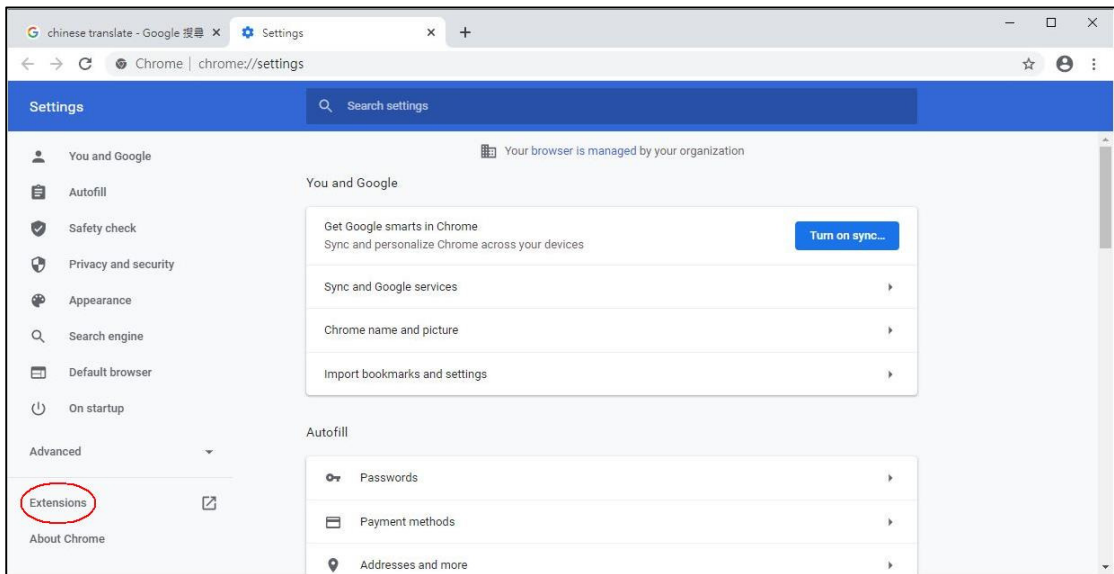 chinese translate - Google 搜尋
Settings
Chrome | chrome://settings
Settings
Search settings
You and Google
Autofill
Safety check
Privacy and security
Appearance
Search engine
Default browser
On startup
Advanced
Extensions
About Chrome
Your browser is managed by your organization
You and Google
Get Google smarts in Chrome
Sync and personalize Chrome across your devices
Turn on sync...
Sync and Google services
Chrome name and picture
Import bookmarks and settings
Autofill
Passwords
Payment methods
Addresses and more